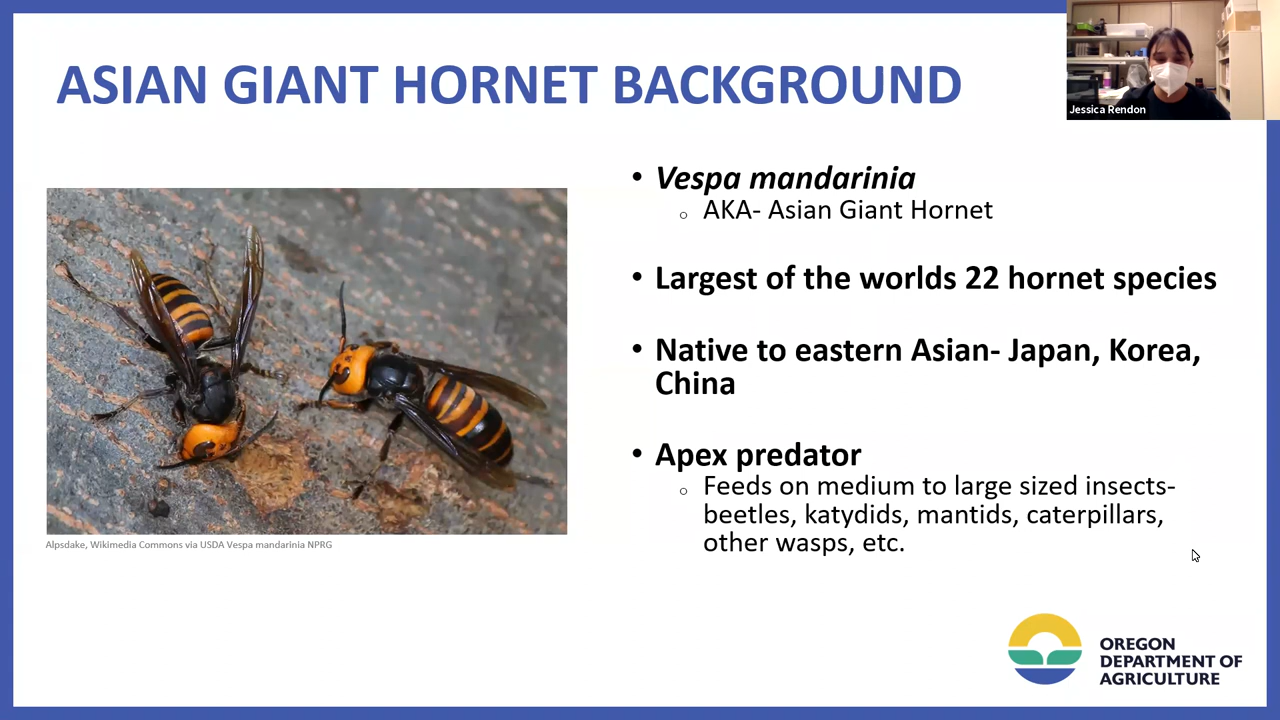 ASIAN GIANT HORNET BACKGROUND
Jessica Rendon
• Vespa mandarinia
o AKA- Asian Giant Hornet
• Largest of the worlds 22 hornet species
• Native to eastern Asian- Japan, Korea,
China
• Apex predator
o Feeds on medium to large sized insects-
beetles, katydids, mantids, caterpillars,
other wasps, etc.
Alpsdake, Wikimedia Commons via USDA Vespa mandarinia NPRG
OREGON
DEPARTMENT OF
AGRICULTURE